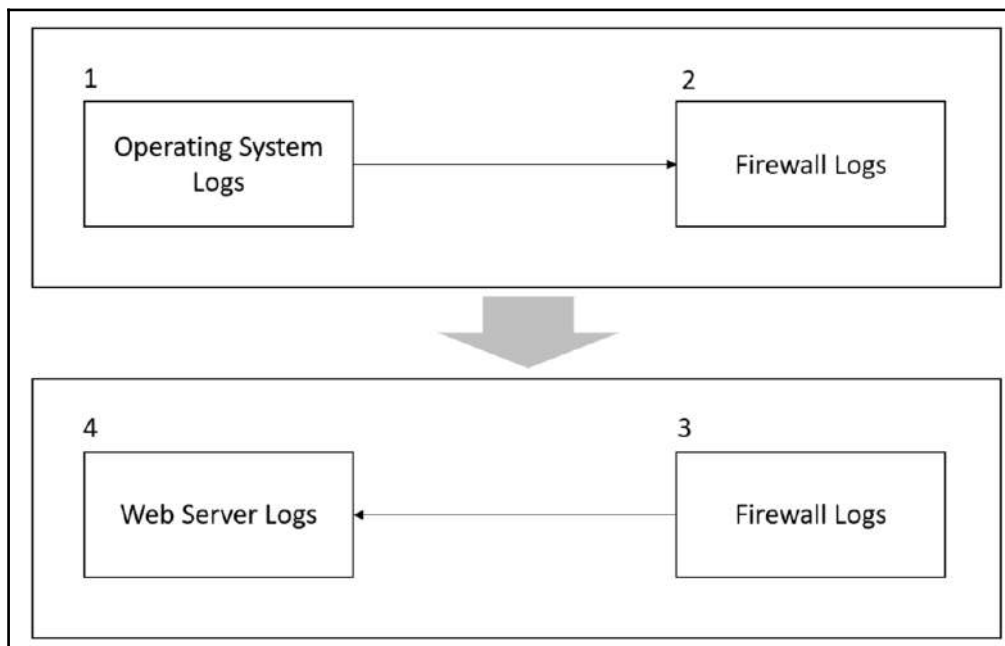 1
2
Operating System
Logs
Firewall Logs
4
3
Web Server Logs
Firewall Logs